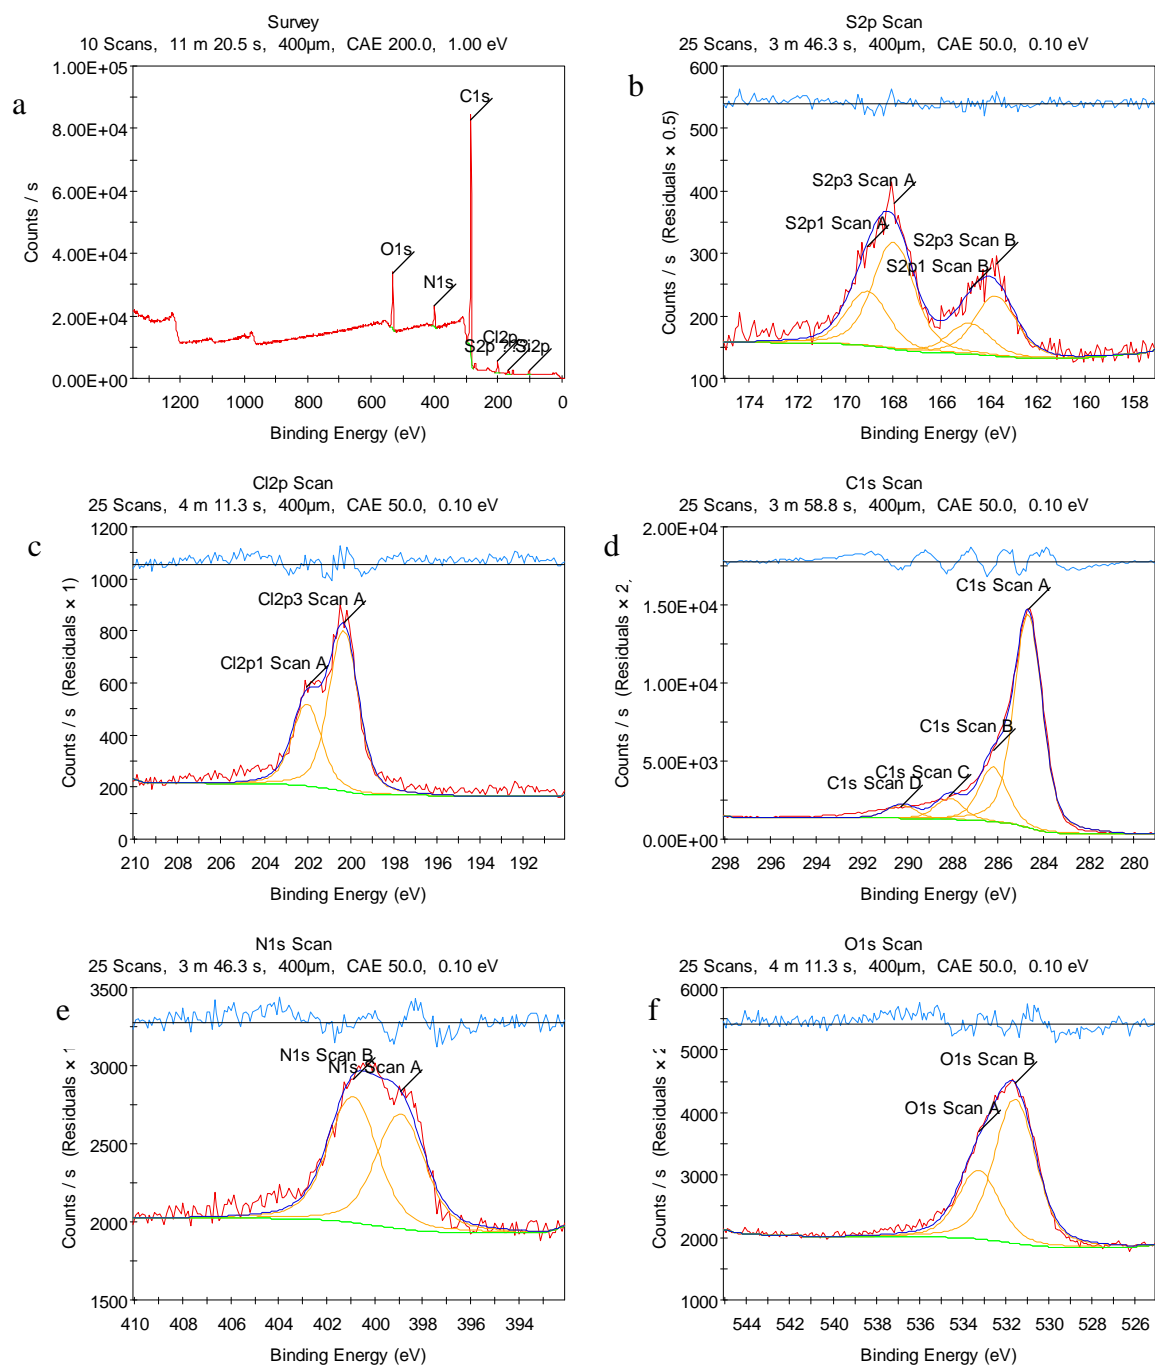 Survey
10 Scans, 11 m 20.5 s, 400µm, CAE 200.0, 1.00 eV
a
1.00E+05
8.00E+04
6.00E+04
4.00E+04
2.00E+04
0.00E+00
Counts / s
C1s
O1s
N1s
Cl2p
S2p
Si2p
1200
1000
800
600
400
200
0
Binding Energy (eV)
S2p Scan
25 Scans, 3 m 46.3 s, 400µm, CAE 50.0, 0.10 eV
b
600
500
400
300
200
100
Counts / s (Residuals × 0.5)
S2p3 Scan A
S2p1 Scan A
S2p3 Scan B
S2p1 Scan B
174
172
170
168
166
164
162
160
158
Binding Energy (eV)
Cl2p Scan
25 Scans, 4 m 11.3 s, 400µm, CAE 50.0, 0.10 eV
c
1200
1000
800
600
400
200
0
Counts / s (Residuals × 1)
Cl2p3 Scan A
Cl2p1 Scan A
210
208
206
204
202
200
198
196
194
192
Binding Energy (eV)
C1s Scan
25 Scans, 3 m 58.8 s, 400µm, CAE 50.0, 0.10 eV
d
2.00E+04
1.50E+04
1.00E+04
5.00E+03
0.00E+00
Counts / s (Residuals × 2
C1s Scan A
C1s Scan B
C1s Scan C
C1s Scan D
298
296
294
292
290
288
286
284
282
280
Binding Energy (eV)
N1s Scan
25 Scans, 3 m 46.3 s, 400µm, CAE 50.0, 0.10 eV
e
3500
3000
2500
2000
1500
Counts / s (Residuals × 1
N1s Scan B
N1s Scan A
410
408
406
404
402
400
398
396
394
Binding Energy (eV)
O1s Scan
25 Scans, 4 m 11.3 s, 400µm, CAE 50.0, 0.10 eV
f
6000
5000
4000
3000
2000
1000
Counts / s (Residuals × 2
O1s Scan B
O1s Scan A
544
542
540
538
536
534
532
530
528
526
Binding Energy (eV)